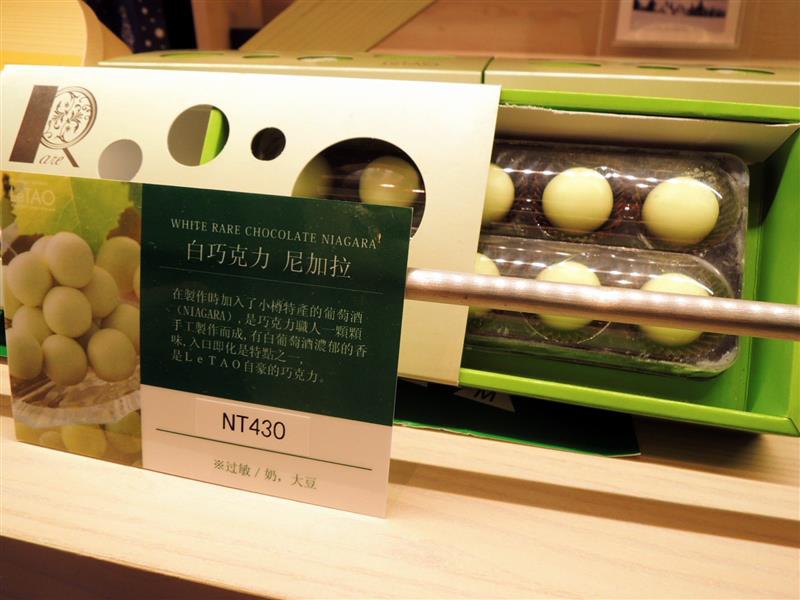 LeTAO
R
are
LeTAO
WHITE RARE CHOCOLATE NIAGARA
白巧克力 尼加拉
在製作時加入了小樽特產的葡萄酒
(NIAGARA),是巧克力職人一顆顆
手工製作而成,有白葡萄酒濃郁的香
味,入口即化是特點之一,
是LeTAO自豪的巧克力。
NT430
※过敏/奶,大豆
M